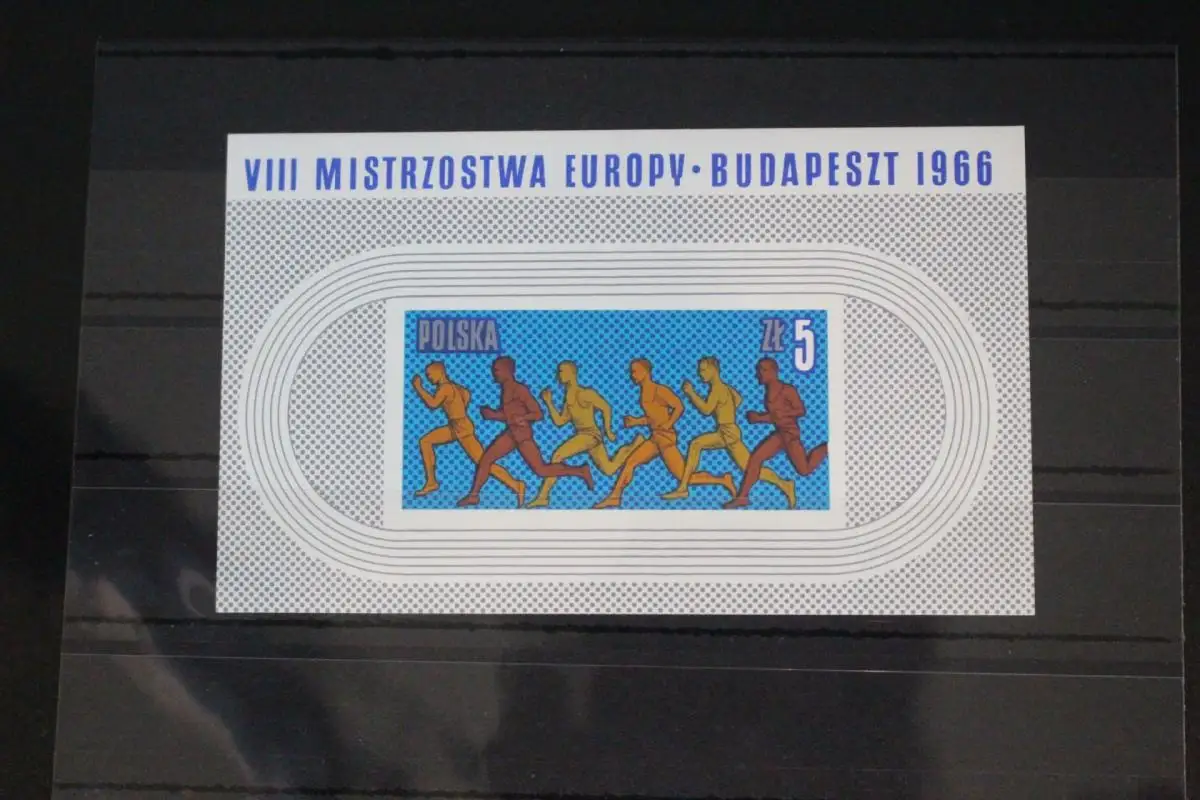 VIII MISTRZOSTWA EUROPY • BUDAPESZT 1966
POLSKA ZŁ 5